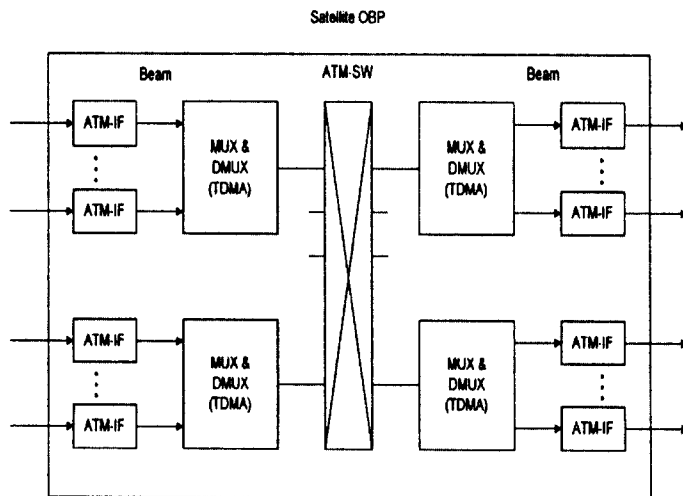 Satellite OBP
Beam
ATM-SW
Beam
ATM-IF
ATM-IF
MUX &
DMUX
(TDMA)
MUX &
DMUX
(TDMA)
ATM-IF
ATM-IF
ATM-IF
ATM-IF
MUX &
DMUX
(TDMA)
MUX &
DMUX
(TDMA)
ATM-IF
ATM-IF